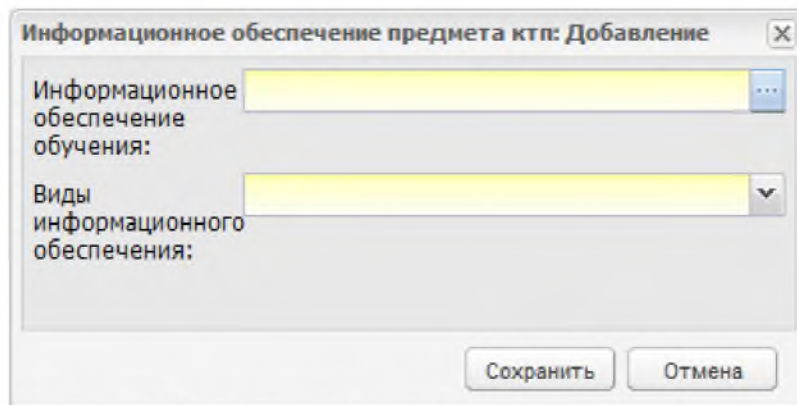 Информационное обеспечение предмета ктп: Добавление
Информационное
обеспечение
обучения:
Виды
информационного
обеспечения:
Сохранить Отмена